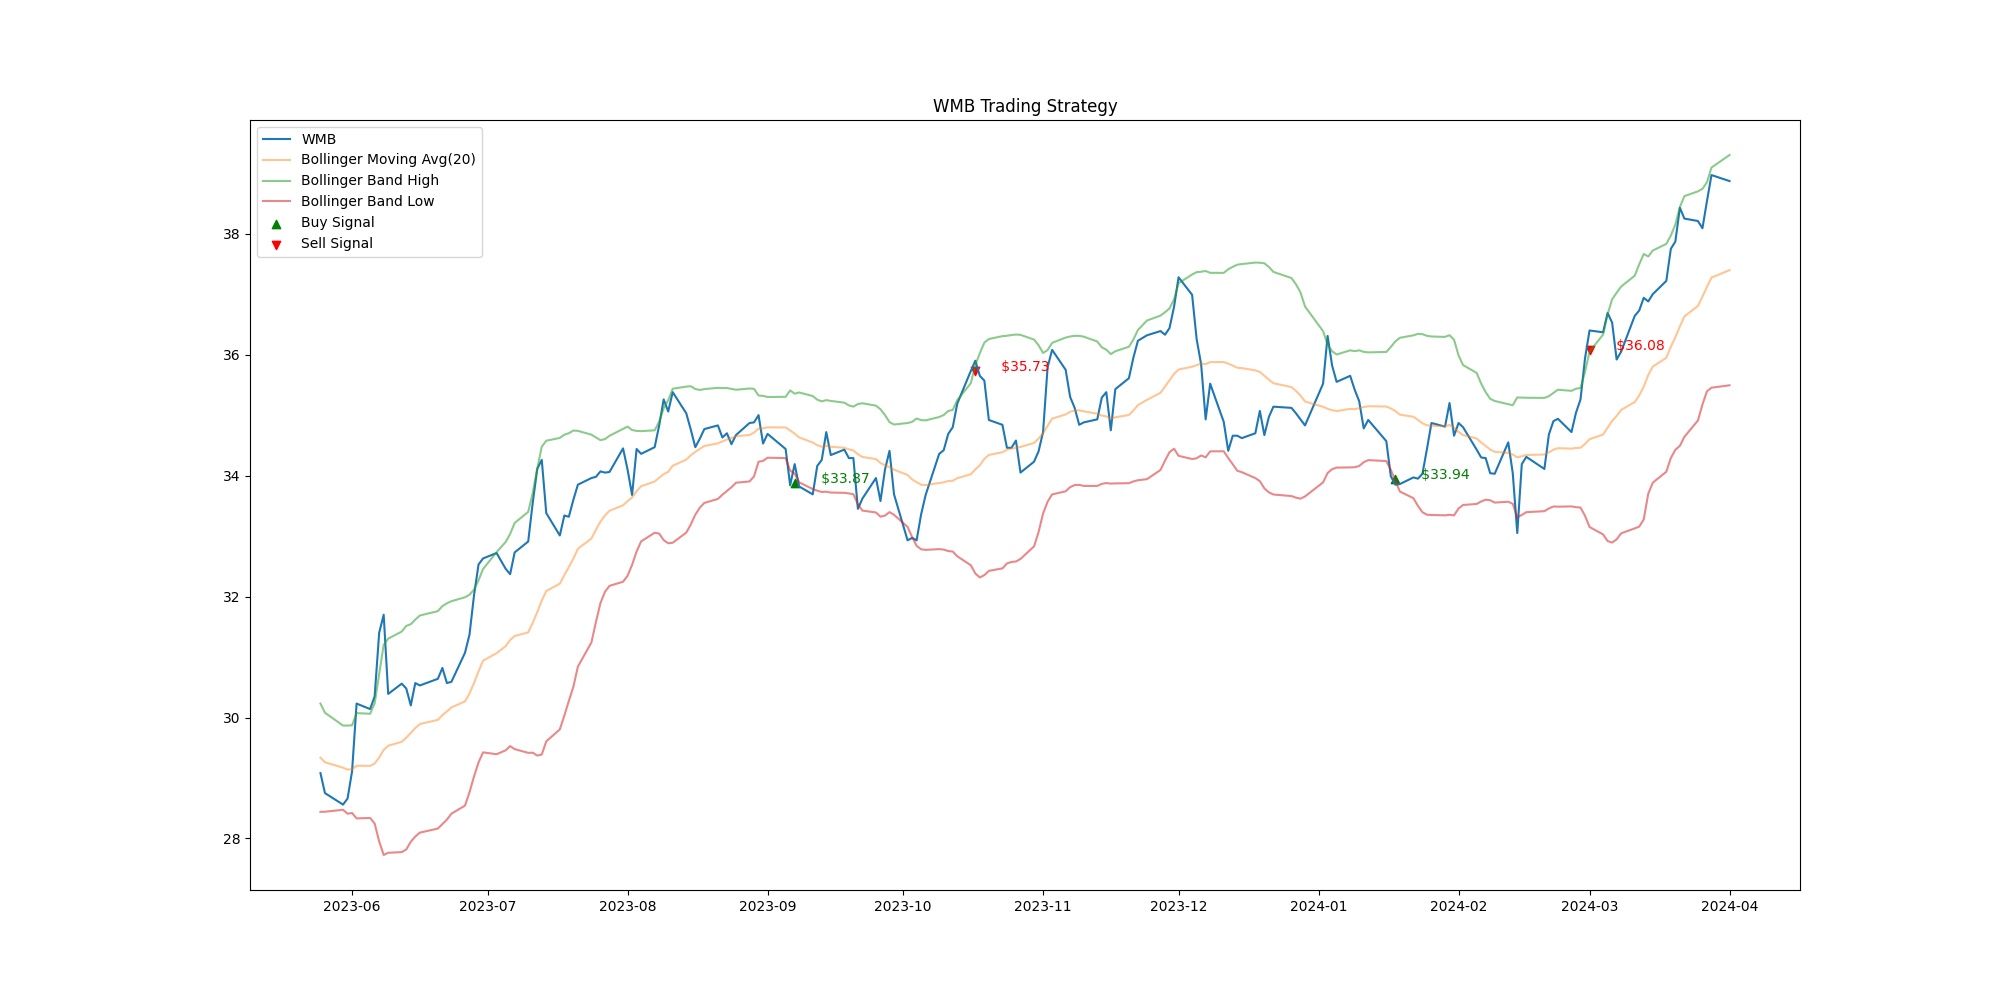 WMB Trading Strategy
WMB
Bollinger Moving Avg(20)
Bollinger Band High
Bollinger Band Low
Buy Signal
Sell Signal
38
36
34
32
30
28
$35.73
$36.08
$33.87
$33.94
2023-06 2023-07 2023-08 2023-09 2023-10 2023-11 2023-12 2024-01 2024-02 2024-03 2024-04